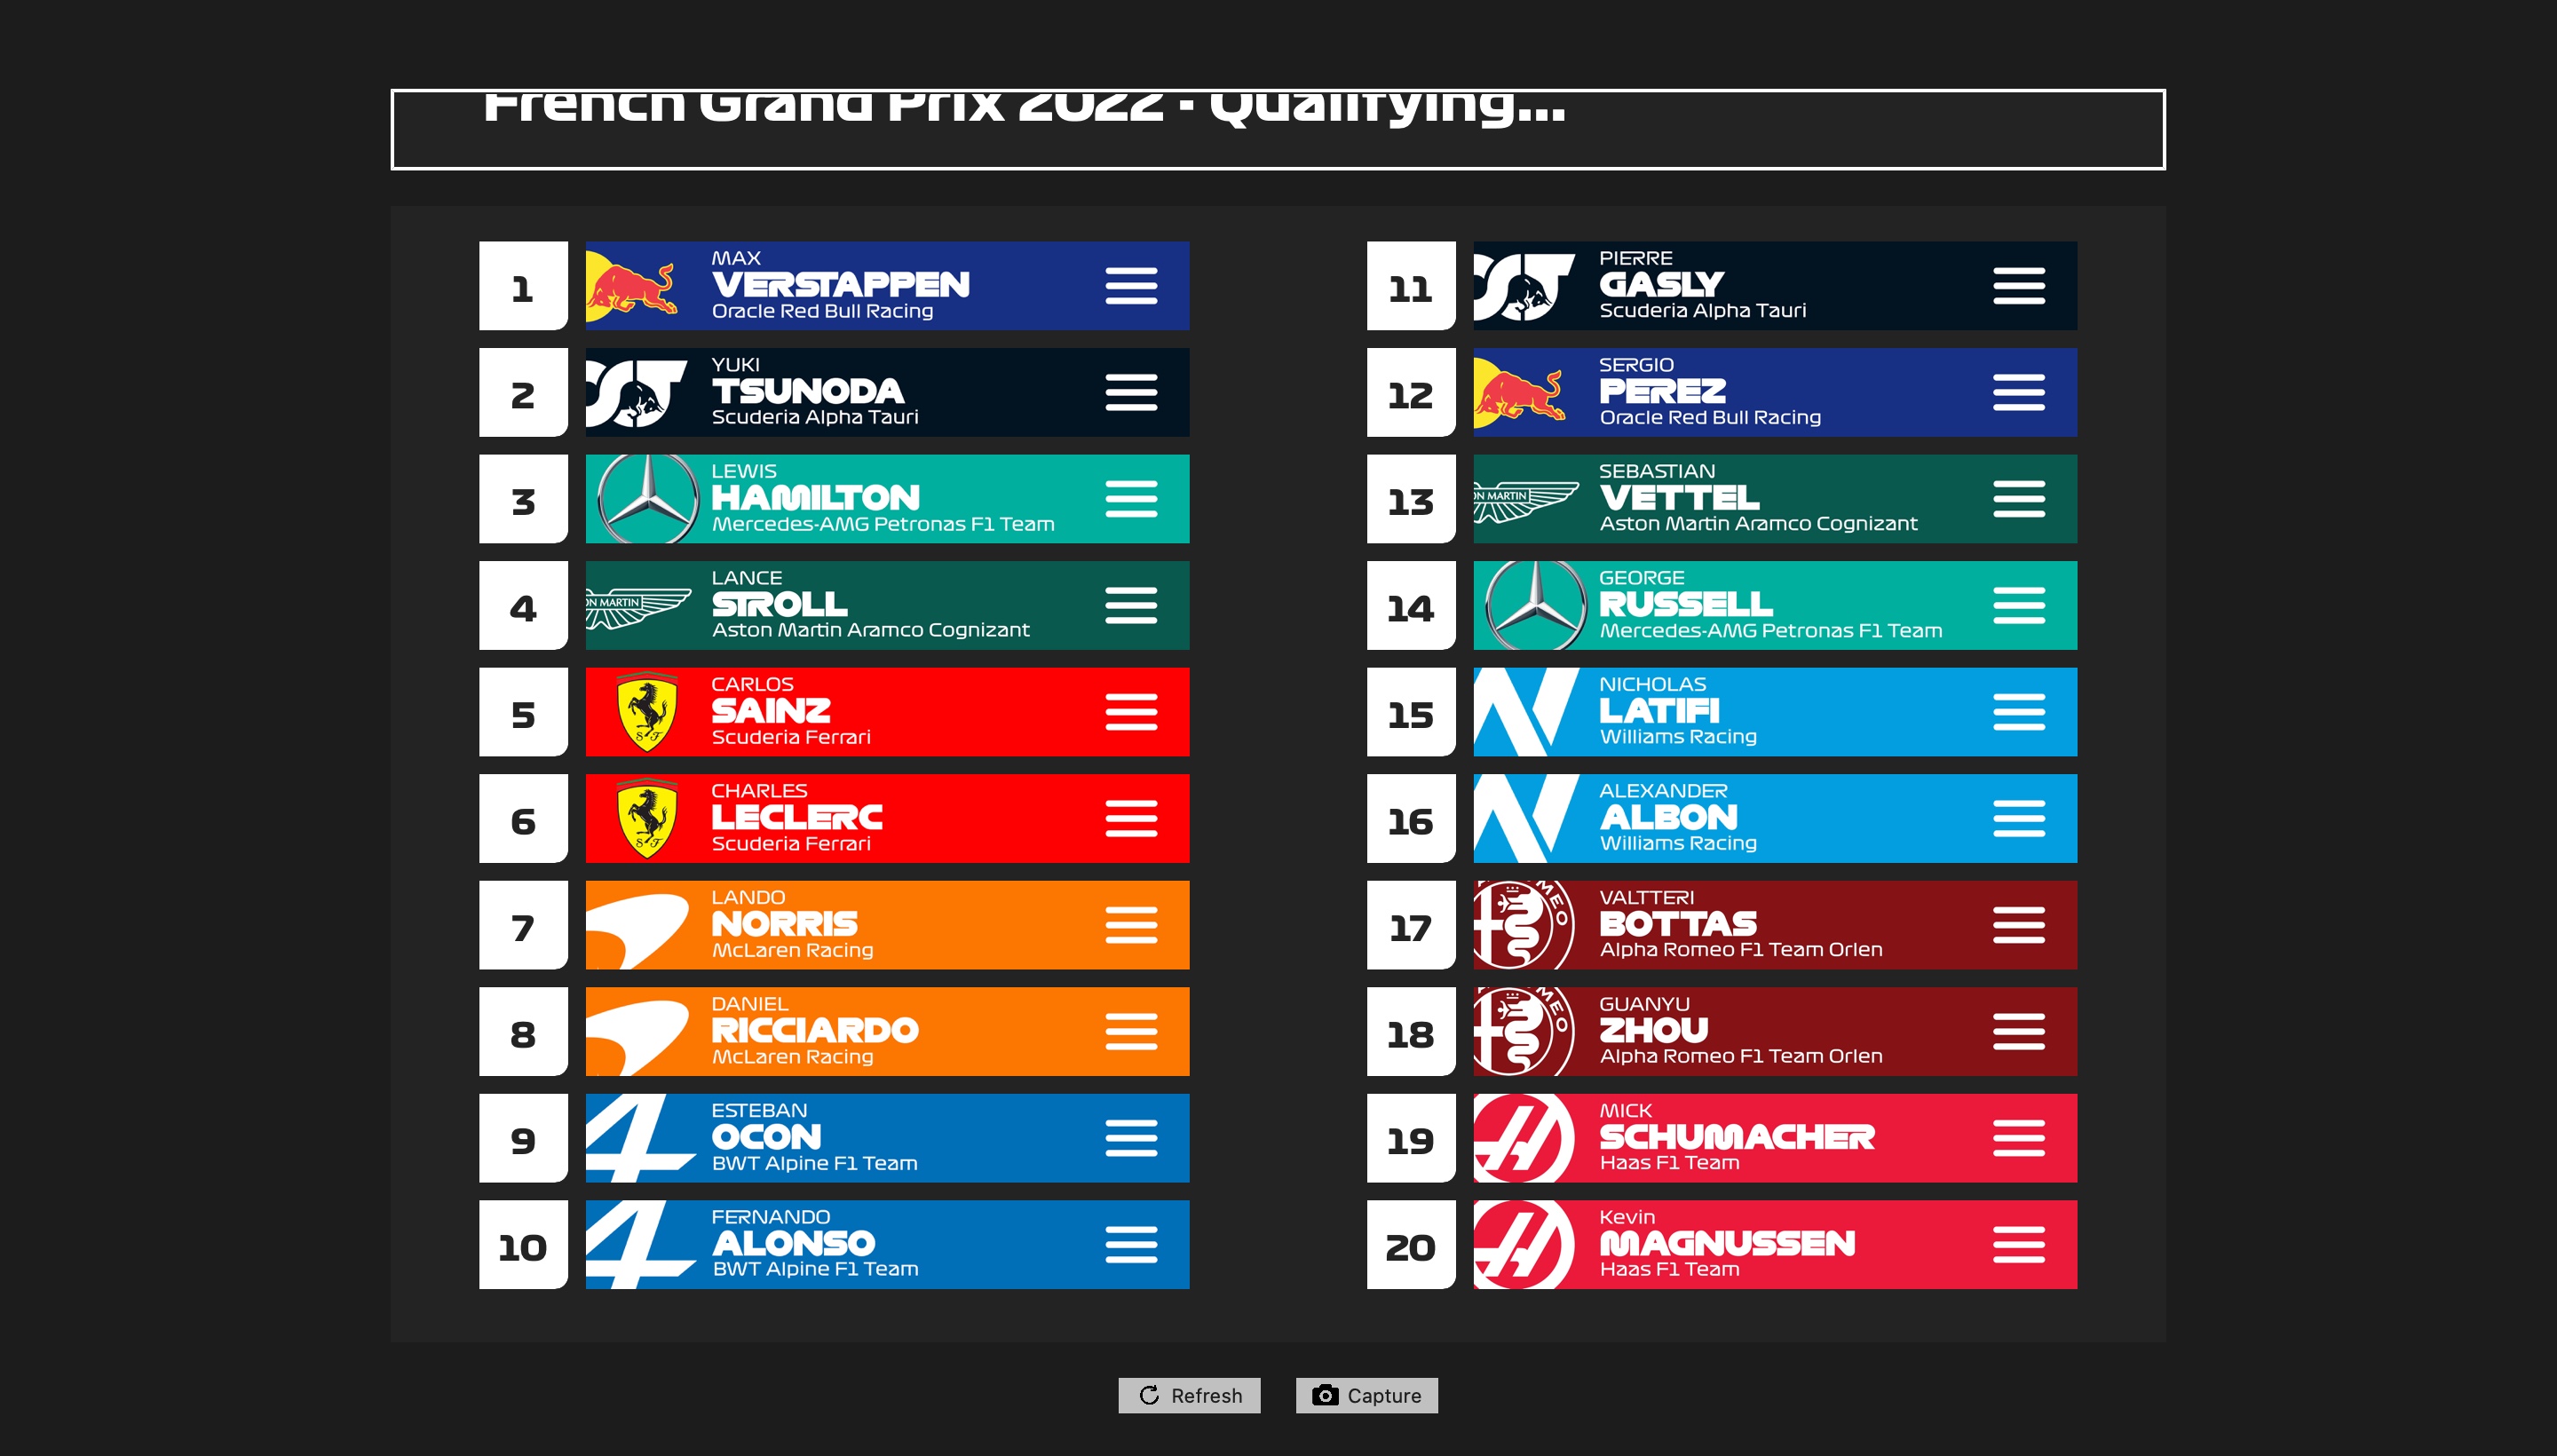 French Grand Prix 2022 - Qualifying...
1
MAX
VERSTAPPEN
Oracle Red Bull Racing
2
YUKI
TSUNODA
Scuderia Alpha Tauri
3
LEWIS
HAMILTON
Mercedes-AMG Petronas F1 Team
4
ON MARTIN
LANCE
STROLL
Aston Martin Aramco Cognizant
5
S F
CARLOS
SAINZ
Scuderia Ferrari
6
S F
CHARLES
LECLERC
Scuderia Ferrari
7
LANDO
NORRIS
McLaren Racing
8
DANIEL
RICCIARDO
McLaren Racing
9
ESTEBAN
OCON
BWT Alpine F1 Team
10
FERNANDO
ALONSO
BWT Alpine F1 Team
11
PIERRE
GASLY
Scuderia Alpha Tauri
12
SERGIO
PEREZ
Oracle Red Bull Racing
13
ON MARTIN
SEBASTIAN
VETTEL
Aston Martin Aramco Cognizant
14
GEORGE
RUSSELL
Mercedes-AMG Petronas F1 Team
15
NICHOLAS
LATIFI
Williams Racing
16
ALEXANDER
ALBON
Williams Racing
17
MEO
VALTTERI
BOTTAS
Alpha Romeo F1 Team Orlen
18
MEO
GUANYU
ZHOU
Alpha Romeo F1 Team Orlen
19
MICK
SCHUMACHER
Haas F1 Team
20
Kevin
MAGNUSSEN
Haas F1 Team
Refresh
Capture